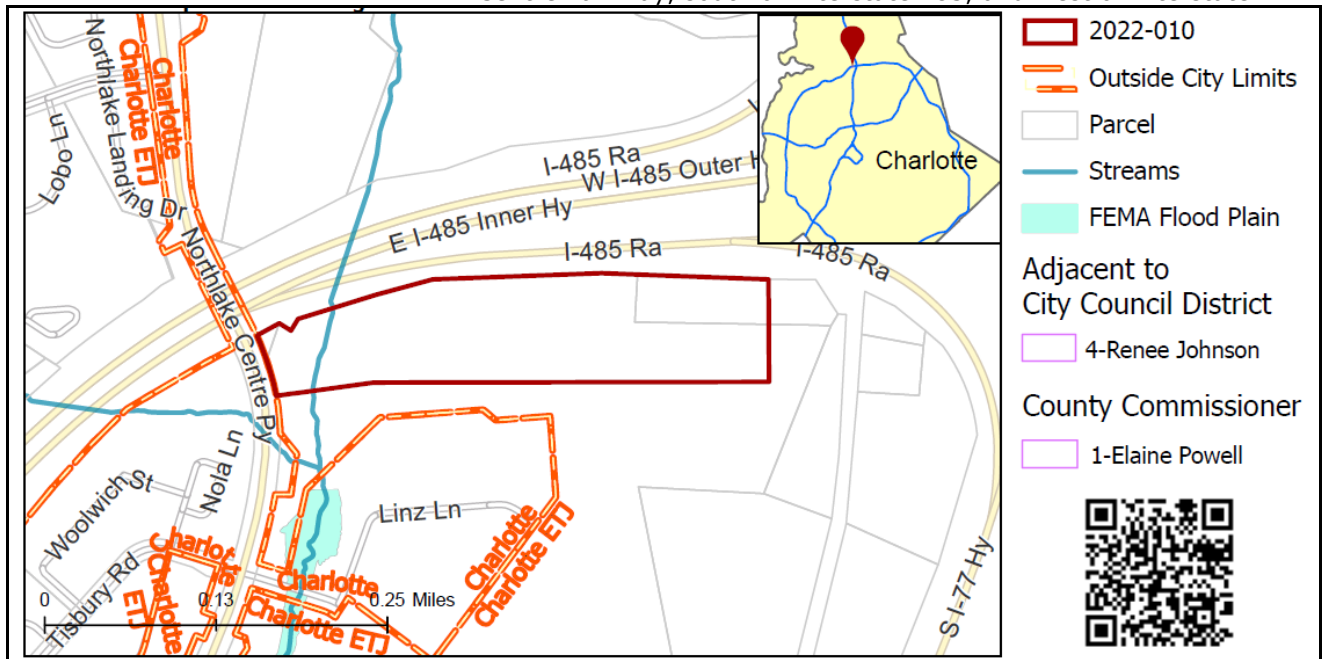 Northlake Landing Dr
Charlotte
Charlotte ETJ
Lobo Ln
I-485 Ra
W I-485 Outer H
E I-485 Inner Hy
I-485 Ra
I-485 Ra
Northlake Centre Py
Charlotte
Nola Ln
Woolwich St
Linz Ln
Charlotte
Charlotte ETJ
Charlotte
Charlotte ETJ
Charlotte
Charlotte ETJ
Tisbury Rd
S I-77 Hy
0 0.13 0.25 Miles
2022-010
Outside City Limits
Parcel
Streams
FEMA Flood Plain
Adjacent to
City Council District
4-Renee Johnson
County Commissioner
1-Elaine Powell